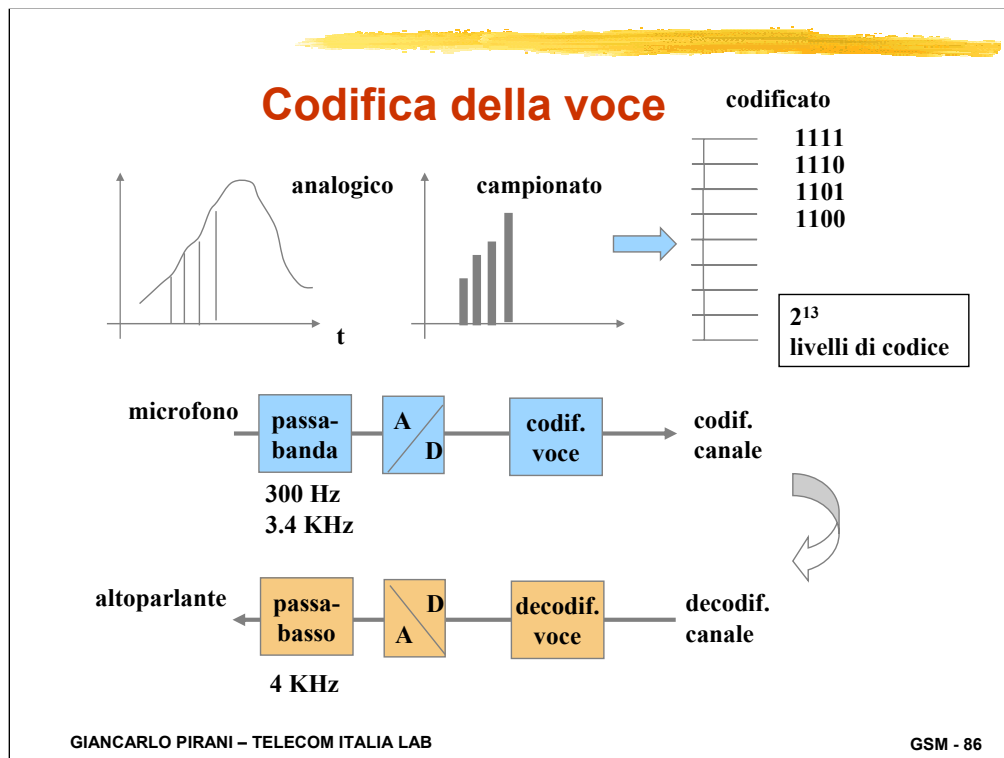 Codifica della voce
codificato
1111
1110
1101
1100
analogico
campionato
t
2¹³
livelli di codice
microfono
passa-
banda
A
D
codif.
voce
codif.
canale
300 Hz
3.4 KHz
altoparlante
passa-
basso
D
A
decodif.
voce
decodif.
canale
4 KHz
GIANCARLO PIRANI – TELECOM ITALIA LAB
GSM - 86